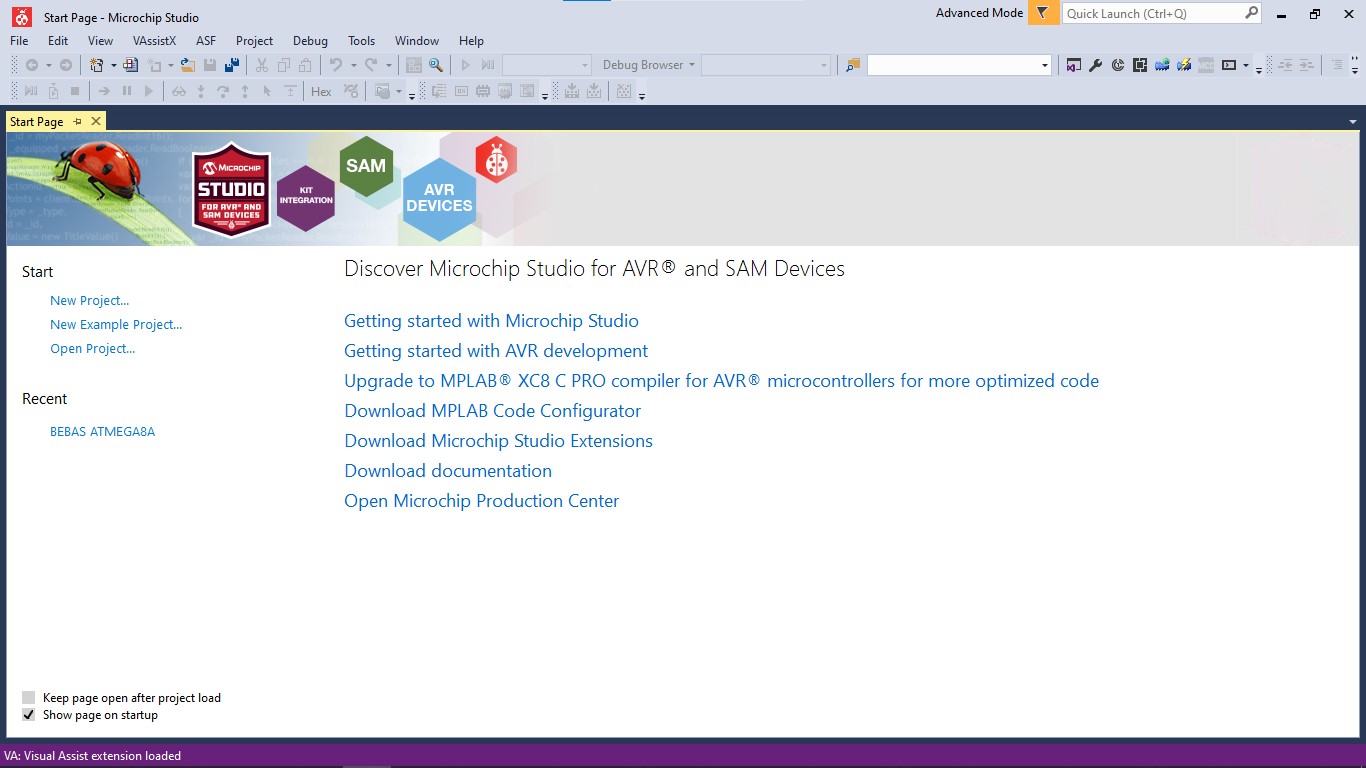 Start Page - Microchip Studio
Advanced Mode
Quick Launch (Ctrl+Q)
File Edit View VAssistX ASF Project Debug Tools Window Help
Debug Browser
Hex
Start Page
MICROCHIP
STUDIO
FOR AVR® AND
SAM DEVICES
KIT
INTEGRATION
SAM
AVR
DEVICES
Start
New Project...
New Example Project...
Open Project...
Recent
BEBAS ATMEGA8A
Discover Microchip Studio for AVR® and SAM Devices
Getting started with Microchip Studio
Getting started with AVR development
Upgrade to MPLAB® XC8 C PRO compiler for AVR® microcontrollers for more optimized code
Download MPLAB Code Configurator
Download Microchip Studio Extensions
Download documentation
Open Microchip Production Center
Keep page open after project load
Show page on startup
VA: Visual Assist extension loaded